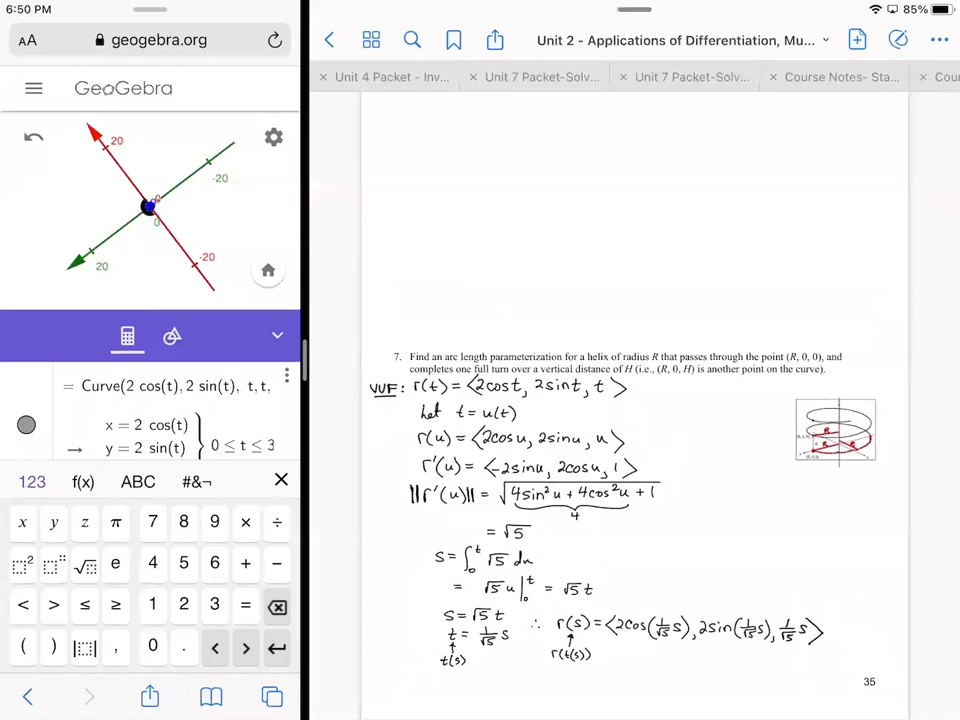 6:50 PM
85%
AA
geogebra.org
GeoGebra
20
-20
0
0
20
-20
= Curve(2 cos(t), 2 sin(t), t, t,
x = 2 cos(t)
→ y = 2 sin(t) } 0 ≤ t ≤ 3
123 f(x) ABC #&¬
x y z π 7 8 9 × ÷
□² □^□ √□ e 4 5 6 + −
< > ≤ ≥ 1 2 3 =
( ) |□| , 0 . < >
Unit 2 - Applications of Differentiation, Mu...
Unit 4 Packet - Inv...
Unit 7 Packet-Solv...
Unit 7 Packet-Solv...
Course Notes- Sta...
Cou
7. Find an arc length parameterization for a helix of radius R that passes through the point (R, 0, 0), and
completes one full turn over a vertical distance of H (i.e., (R, 0, H) is another point on the curve).
VVF: r(t) = <2cost, 2sint, t>
Let t = u(t)
r(u) = <2cosu, 2sinu, u>
r'(u) = <-2sinu, 2cosu, 1>
||r'(u)|| = √(4sin²u + 4cos²u + 1)
4
= √5
s = ∫₀ᵗ √5 du
= √5 u |₀ᵗ = √5 t
s = √5 t
t = 1/√5 s
t(s)
∴ r(s) = <2cos(1/√5 s), 2sin(1/√5 s), 1/√5 s>
r(t(s))
R
R
R
35